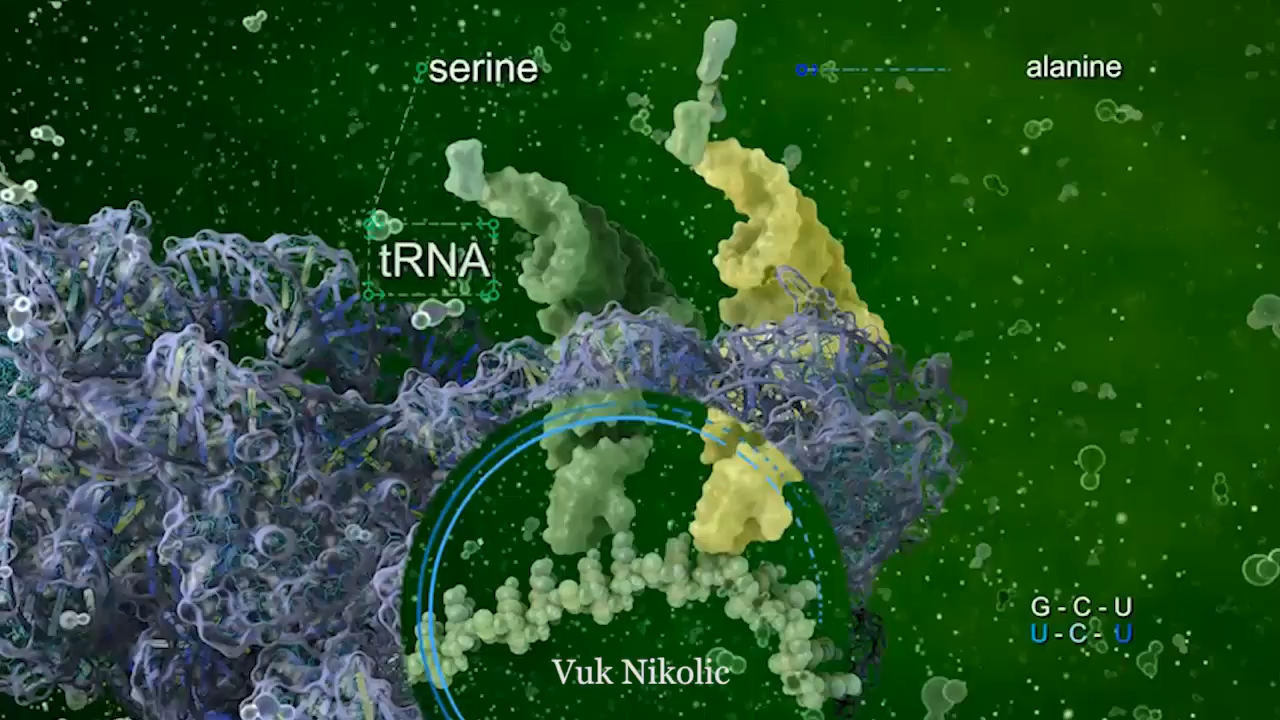 serine
alanine
tRNA
G - C - U
U - C - U
Vuk Nikolic